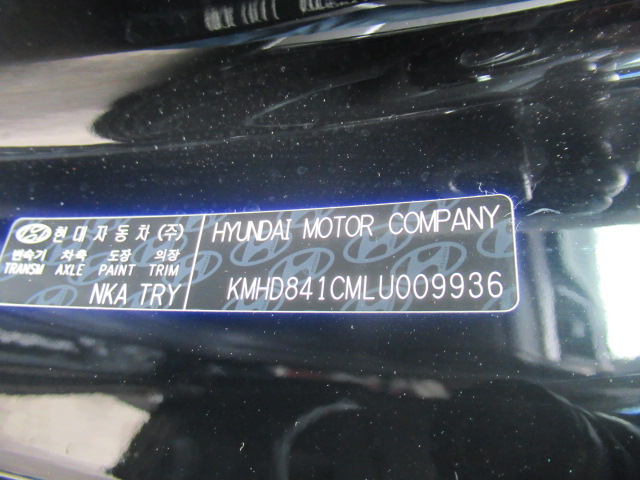 현대자동차(주)
변속기 차축 도장 의장
TRANSM AXLE PAINT TRIM
NKA TRY
HYUNDAI MOTOR COMPANY
KMHD841CMLU009936